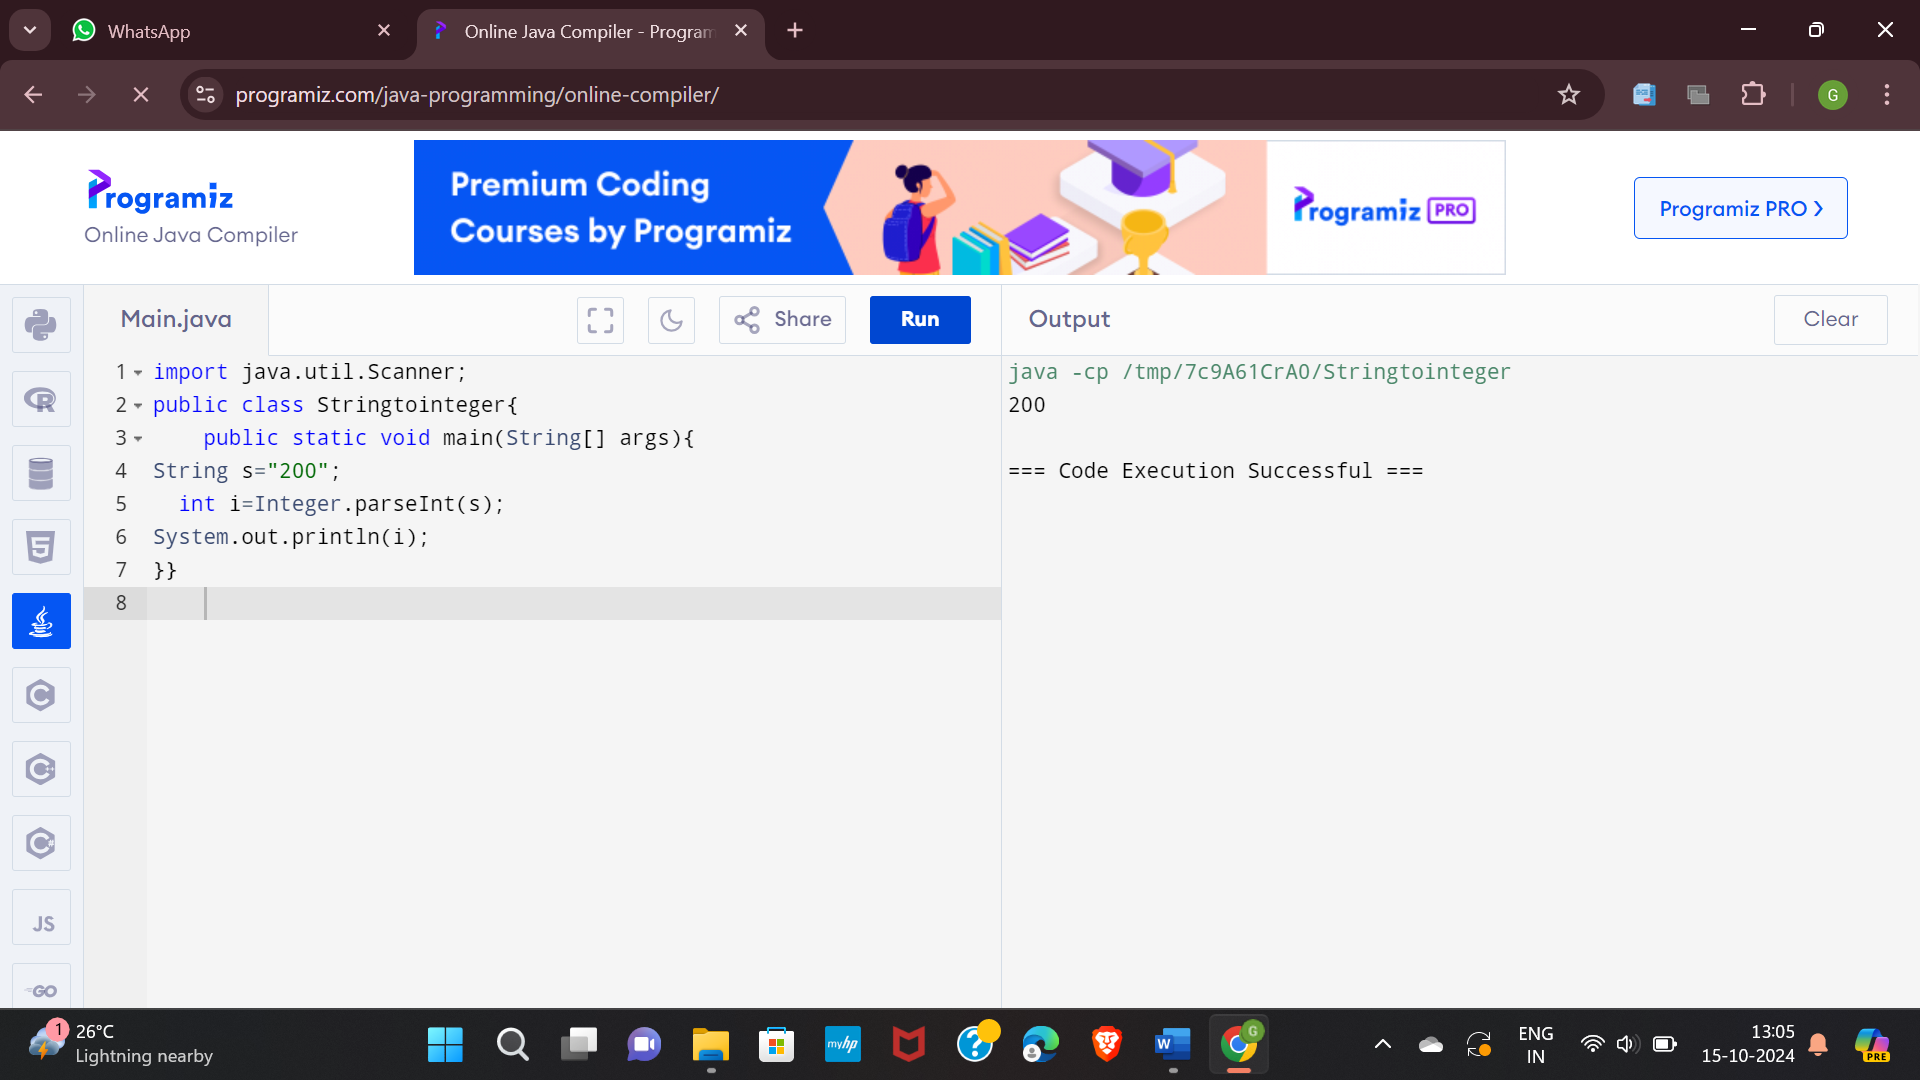 WhatsApp
Online Java Compiler - Program
programiz.com/java-programming/online-compiler/
G
Programiz
Online Java Compiler
Premium Coding
Courses by Programiz
Programiz PRO
Programiz PRO
Main.java
Share
Run
Output
Clear
1 import java.util.Scanner;
2 public class Stringtointeger{
3     public static void main(String[] args){
4 String s="200";
5   int i=Integer.parseInt(s);
6 System.out.println(i);
7 }}
8
java -cp /tmp/7c9A61CrAO/Stringtointeger
200
=== Code Execution Successful ===
R
5
C
C
C#
JS
GO
1
26°C
Lightning nearby
myhp
?
W
G
ENG
IN
13:05
15-10-2024
PRE